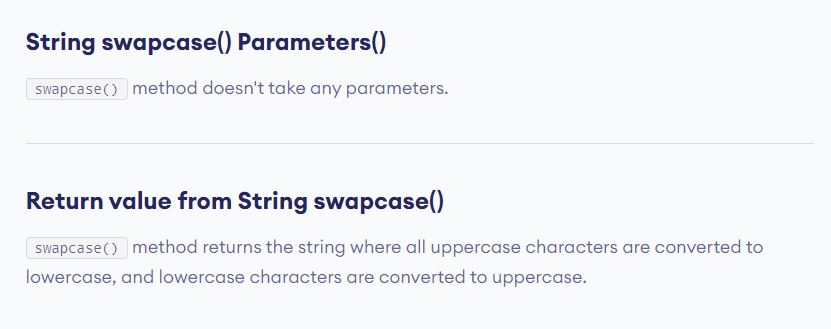 String swapcase() Parameters()
swapcase() method doesn't take any parameters.
Return value from String swapcase()
swapcase() method returns the string where all uppercase characters are converted to
lowercase, and lowercase characters are converted to uppercase.